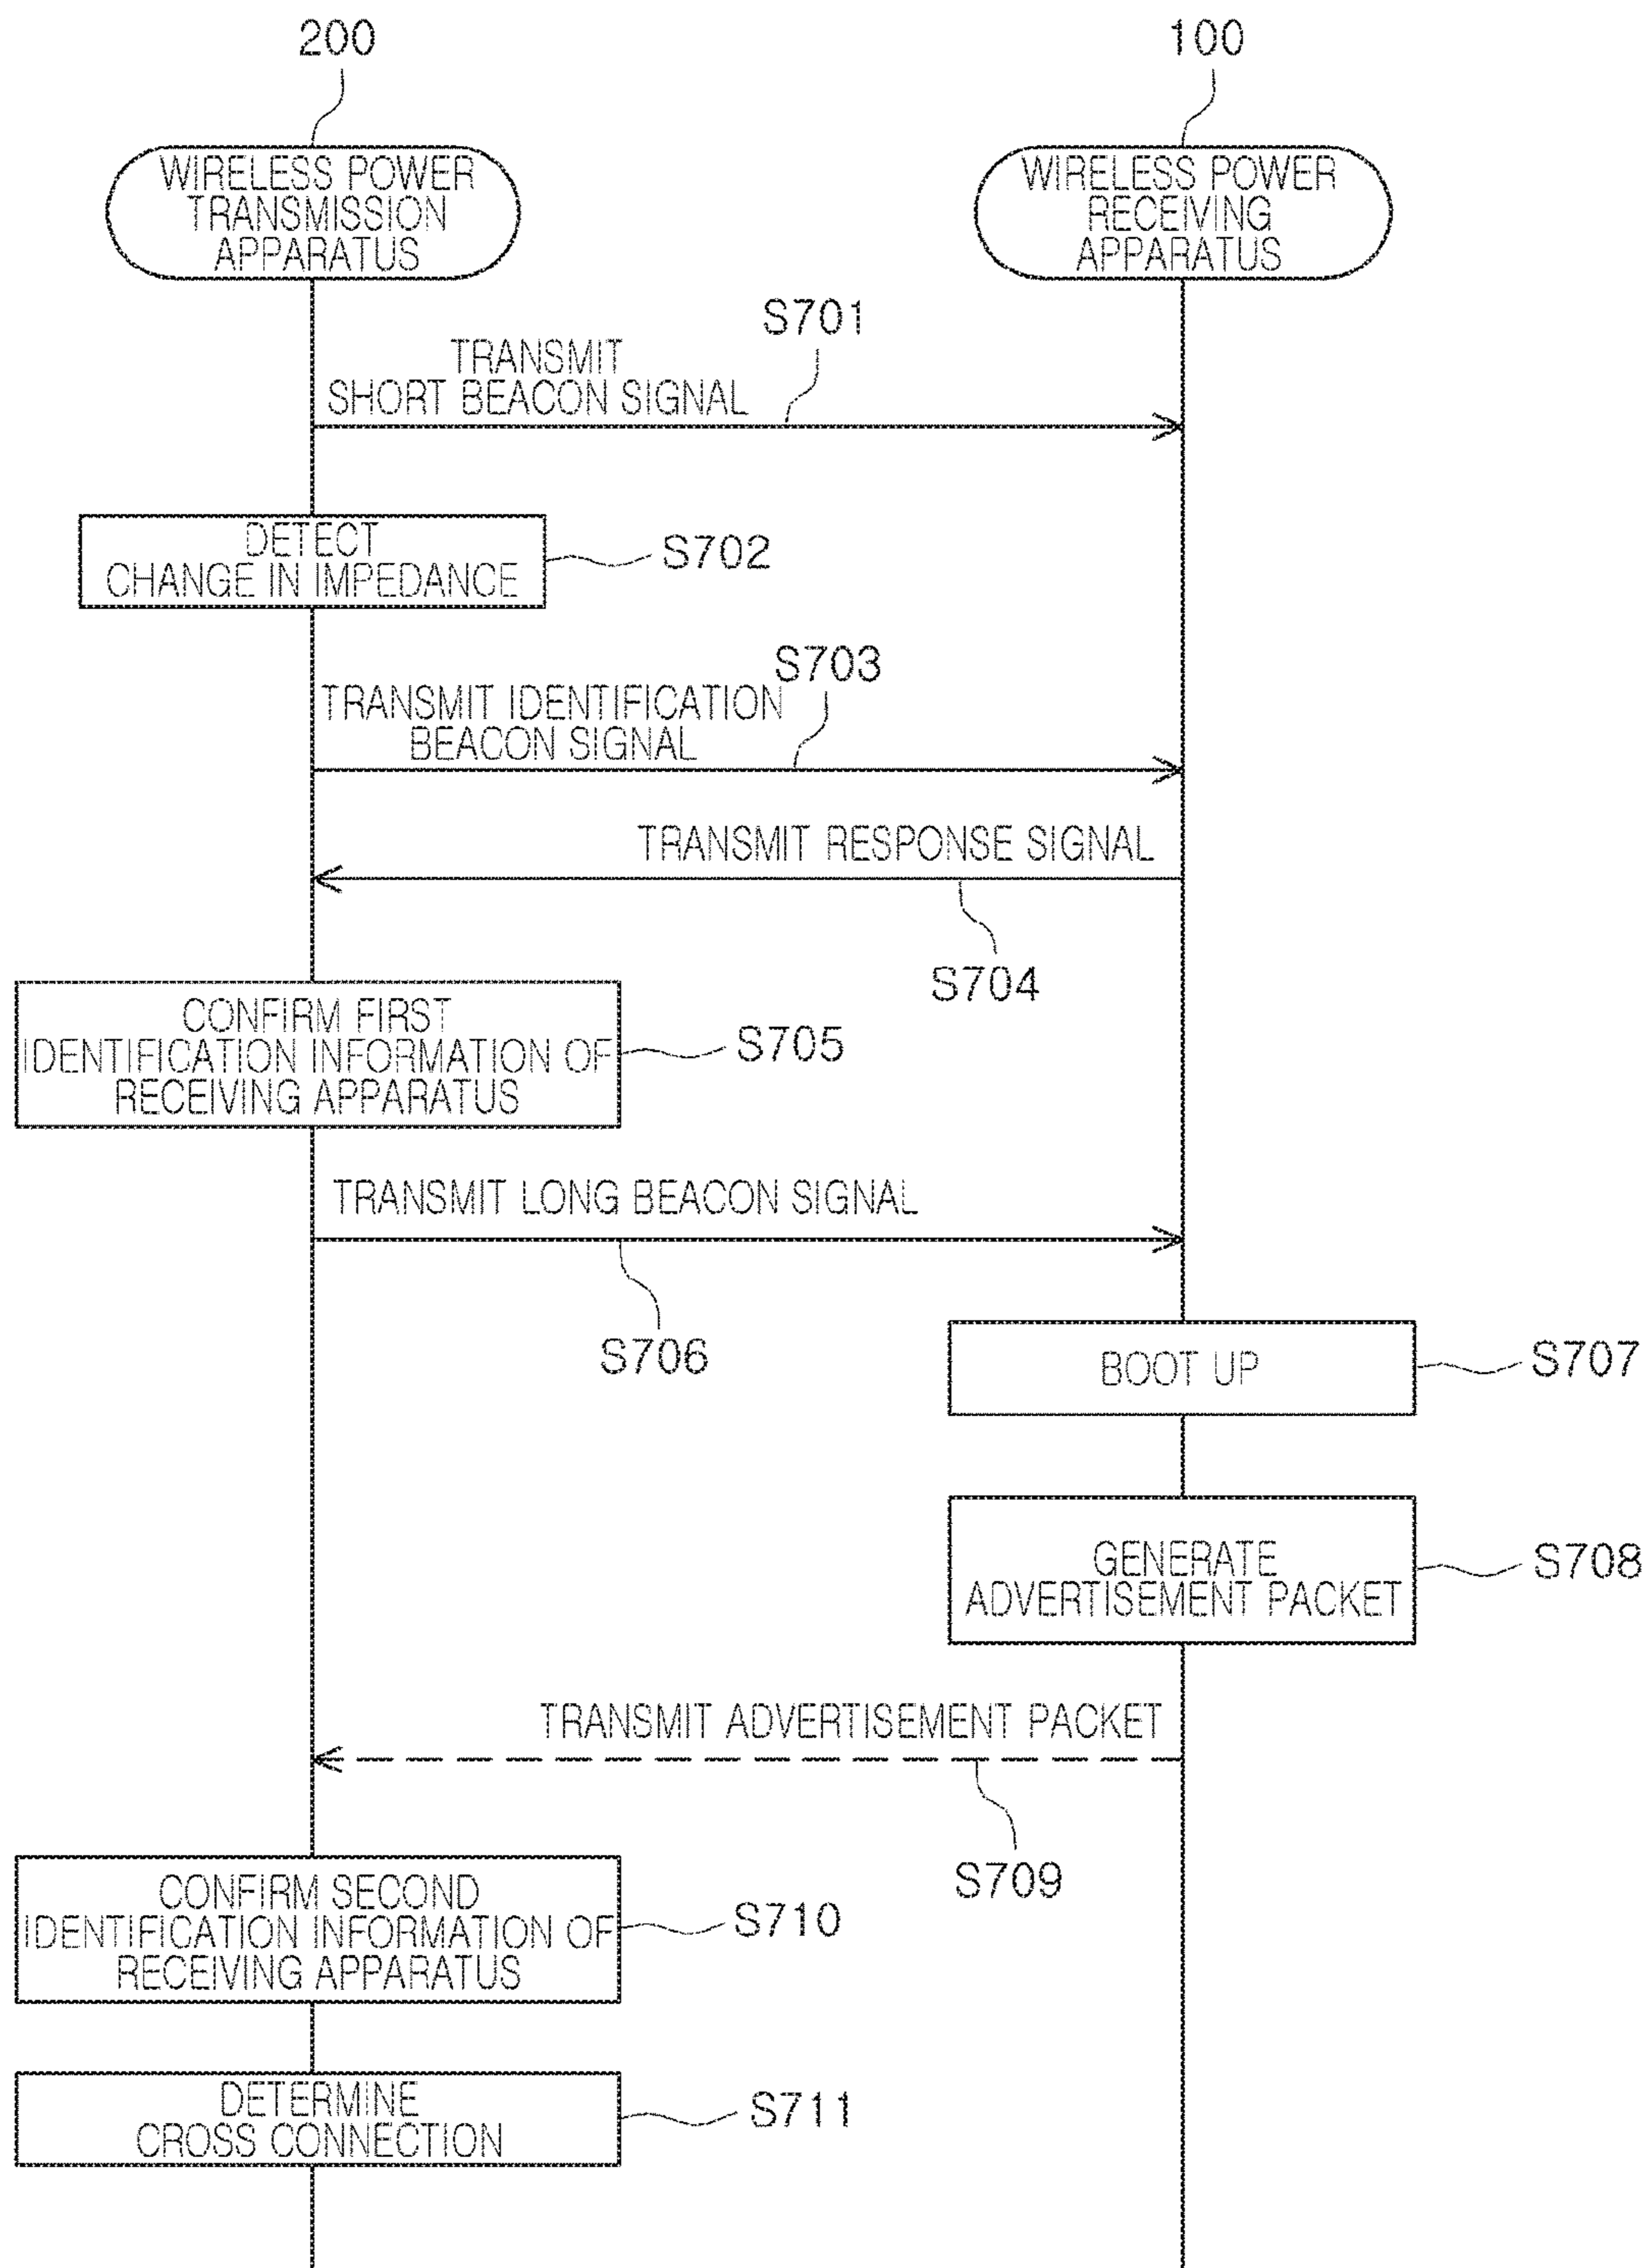 200
100
WIRELESS POWER
TRANSMISSION
APPARATUS
WIRELESS POWER
RECEIVING
APPARATUS
S701
TRANSMIT
SHORT BEACON SIGNAL
DETECT
CHANGE IN IMPEDANCE
S702
S703
TRANSMIT IDENTIFICATION
BEACON SIGNAL
TRANSMIT RESPONSE SIGNAL
S704
CONFIRM FIRST
IDENTIFICATION INFORMATION OF
RECEIVING APPARATUS
S705
TRANSMIT LONG BEACON SIGNAL
S706
BOOT UP
S707
GENERATE
ADVERTISEMENT PACKET
S708
TRANSMIT ADVERTISEMENT PACKET
S709
CONFIRM SECOND
IDENTIFICATION INFORMATION OF
RECEIVING APPARATUS
S710
DETERMINE
CROSS CONNECTION
S711